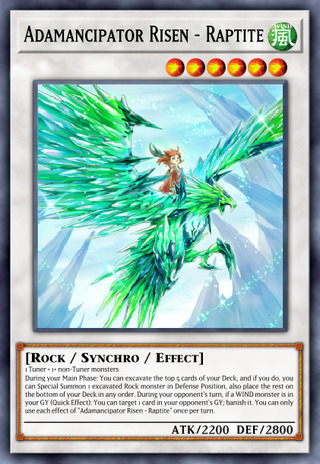 Adamancipator Risen - Raptite
WIND
風
[Rock / Synchro / Effect]
1 Tuner + 1+ non-Tuner monsters
During your Main Phase: You can excavate the top 5 cards of your Deck, and if you do, you
can Special Summon 1 excavated Rock monster in Defense Position, also place the rest
on the bottom of your Deck in any order. During your opponent's turn, if a WIND monster is in
your GY (Quick Effect): You can target 1 card in your opponent's GY; banish it. You can only
use each effect of "Adamancipator Risen - Raptite" once per turn.
ATK/2200 DEF/2800